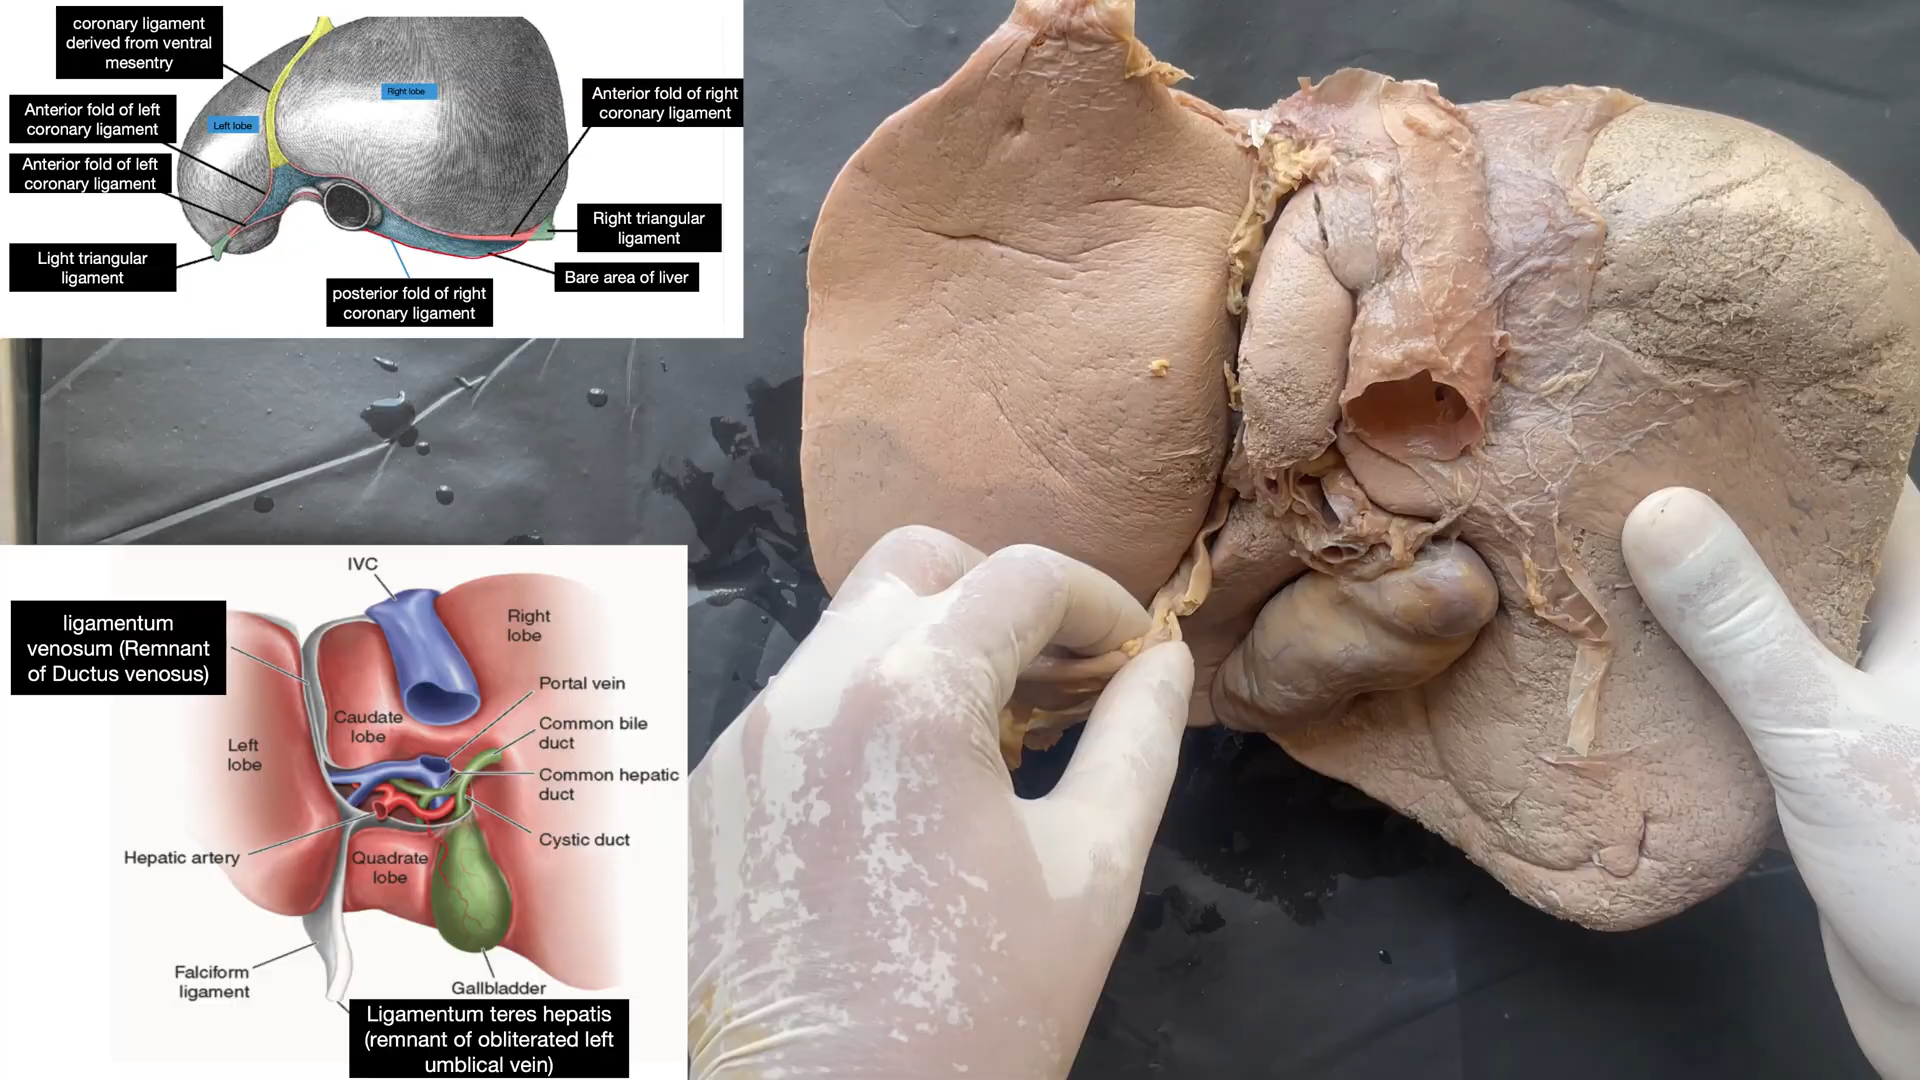 coronary ligament
derived from ventral
mesentry
Anterior fold of left
coronary ligament
Anterior fold of left
coronary ligament
Light triangular
ligament
Left lobe
Right lobe
Anterior fold of right
coronary ligament
Right triangular
ligament
Bare area of liver
posterior fold of right
coronary ligament
IVC
ligamentum
venosum (Remnant
of Ductus venosus)
Right
lobe
Portal vein
Caudate
lobe
Common bile
duct
Left
lobe
Common hepatic
duct
Cystic duct
Hepatic artery
Quadrate
lobe
Falciform
ligament
Gallbladder
Ligamentum teres hepatis
(remnant of obliterated left
umblical vein)